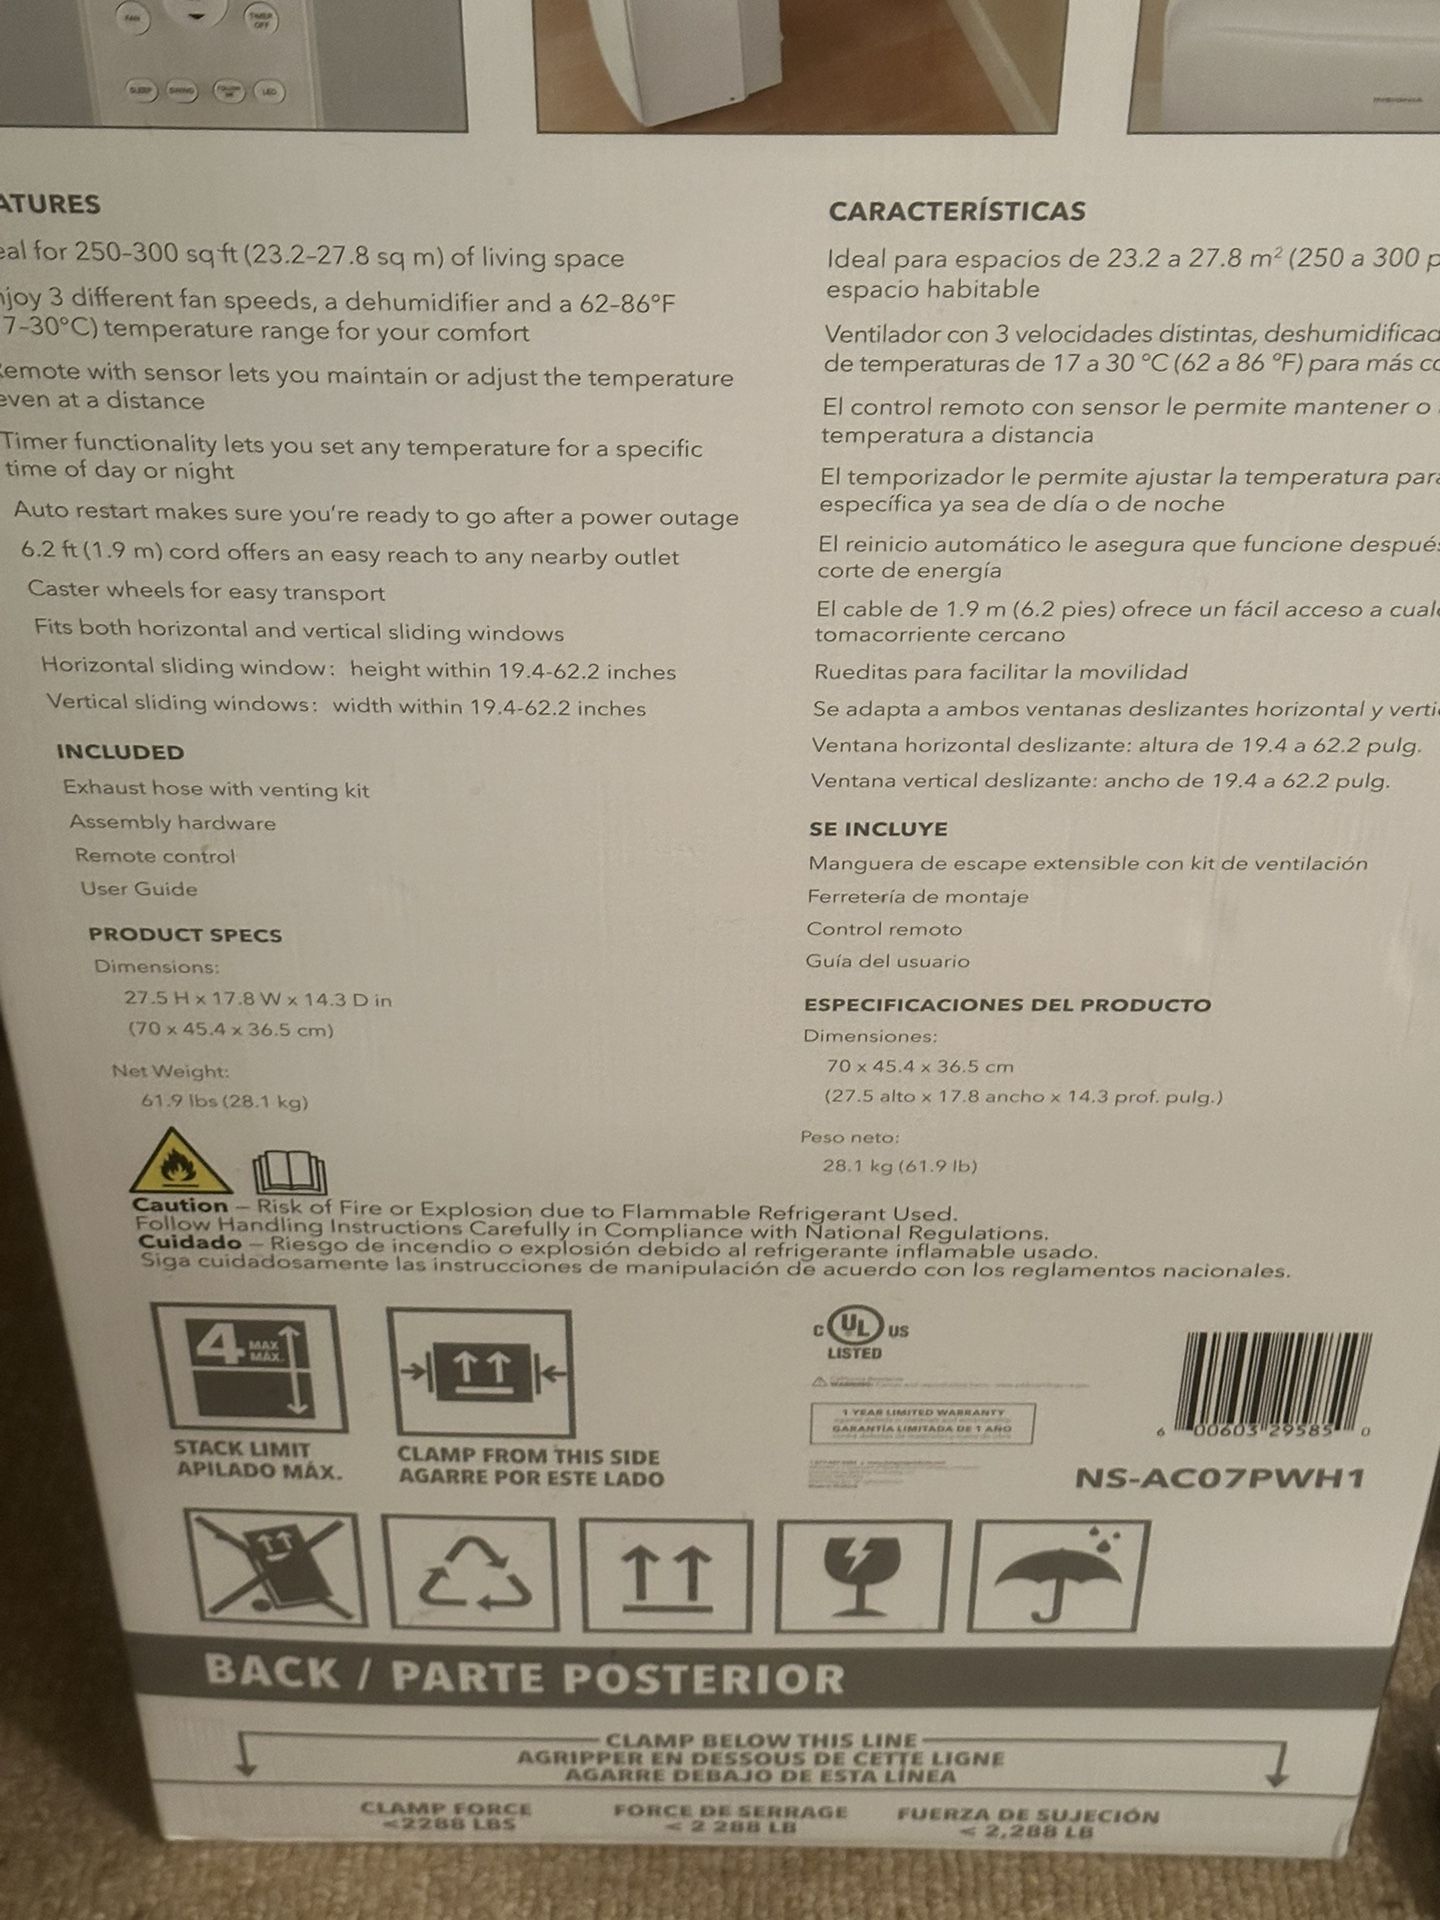 FAN
TIMER OFF
SLEEP SWING FOLLOW ME LED
INSIGNIA
ATURES
eal for 250-300 sq ft (23.2-27.8 sq m) of living space
njoy 3 different fan speeds, a dehumidifier and a 62-86°F
7-30°C) temperature range for your comfort
Remote with sensor lets you maintain or adjust the temperature
even at a distance
Timer functionality lets you set any temperature for a specific
time of day or night
Auto restart makes sure you're ready to go after a power outage
6.2 ft (1.9 m) cord offers an easy reach to any nearby outlet
Caster wheels for easy transport
Fits both horizontal and vertical sliding windows
Horizontal sliding window: height within 19.4-62.2 inches
Vertical sliding windows: width within 19.4-62.2 inches
INCLUDED
Exhaust hose with venting kit
Assembly hardware
Remote control
User Guide
PRODUCT SPECS
Dimensions:
27.5 H x 17.8 W x 14.3 D in
(70 x 45.4 x 36.5 cm)
Net Weight:
61.9 lbs (28.1 kg)
CARACTERÍSTICAS
Ideal para espacios de 23.2 a 27.8 m² (250 a 300 p
espacio habitable
Ventilador con 3 velocidades distintas, deshumidificad
de temperaturas de 17 a 30 °C (62 a 86 °F) para más co
El control remoto con sensor le permite mantener o
temperatura a distancia
El temporizador le permite ajustar la temperatura para
específica ya sea de día o de noche
El reinicio automático le asegura que funcione después
corte de energía
El cable de 1.9 m (6.2 pies) ofrece un fácil acceso a cualq
tomacorriente cercano
Rueditas para facilitar la movilidad
Se adapta a ambos ventanas deslizantes horizontal y verti
Ventana horizontal deslizante: altura de 19.4 a 62.2 pulg.
Ventana vertical deslizante: ancho de 19.4 a 62.2 pulg.
SE INCLUYE
Manguera de escape extensible con kit de ventilación
Ferretería de montaje
Control remoto
Guía del usuario
ESPECIFICACIONES DEL PRODUCTO
Dimensiones:
70 x 45.4 x 36.5 cm
(27.5 alto x 17.8 ancho x 14.3 prof. pulg.)
Peso neto:
28.1 kg (61.9 lb)
Caution – Risk of Fire or Explosion due to Flammable Refrigerant Used.
Follow Handling Instructions Carefully in Compliance with National Regulations.
Cuidado – Riesgo de incendio o explosión debido al refrigerante inflamable usado.
Siga cuidadosamente las instrucciones de manipulación de acuerdo con los reglamentos nacionales.
4 MAX
MÁX.
STACK LIMIT
APILADO MÁX.
CLAMP FROM THIS SIDE
AGARRE POR ESTE LADO
C UL US
LISTED
1 YEAR LIMITED WARRANTY
GARANTÍA LIMITADA DE 1 AÑO
6 00603 29585 0
NS-AC07PWH1
BACK / PARTE POSTERIOR
CLAMP BELOW THIS LINE
AGRIPPER EN DESSOUS DE CETTE LIGNE
AGARRE DEBAJO DE ESTA LÍNEA
CLAMP FORCE
<2288 LBS
FORCE DE SERRAGE
< 2 288 LB
FUERZA DE SUJECIÓN
< 2,288 LB